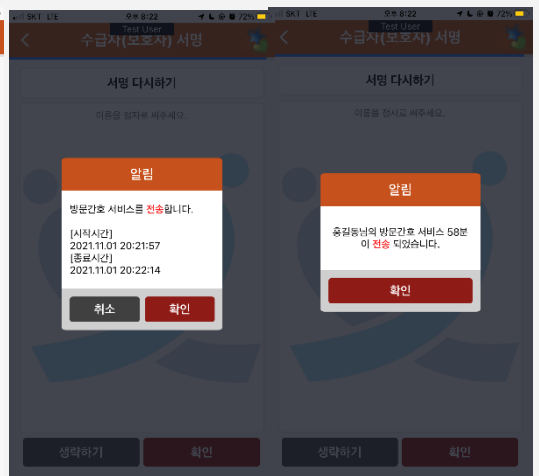 SKT LTE 오후 8:22 72%
Test User
수급자(보호자) 서명
서명 다시하기
이름을 정자로 써주세요.
알림
방문간호 서비스를 전송합니다.
[시작시간]
2021.11.01 20:21:57
[종료시간]
2021.11.01 20:22:14
취소 확인
생략하기 확인
SKT LTE 오후 8:22 72%
Test User
수급자(보호자) 서명
서명 다시하기
이름을 정자로 써주세요.
알림
홍길동님의 방문간호 서비스 58분
이 전송 되었습니다.
확인
생략하기 확인